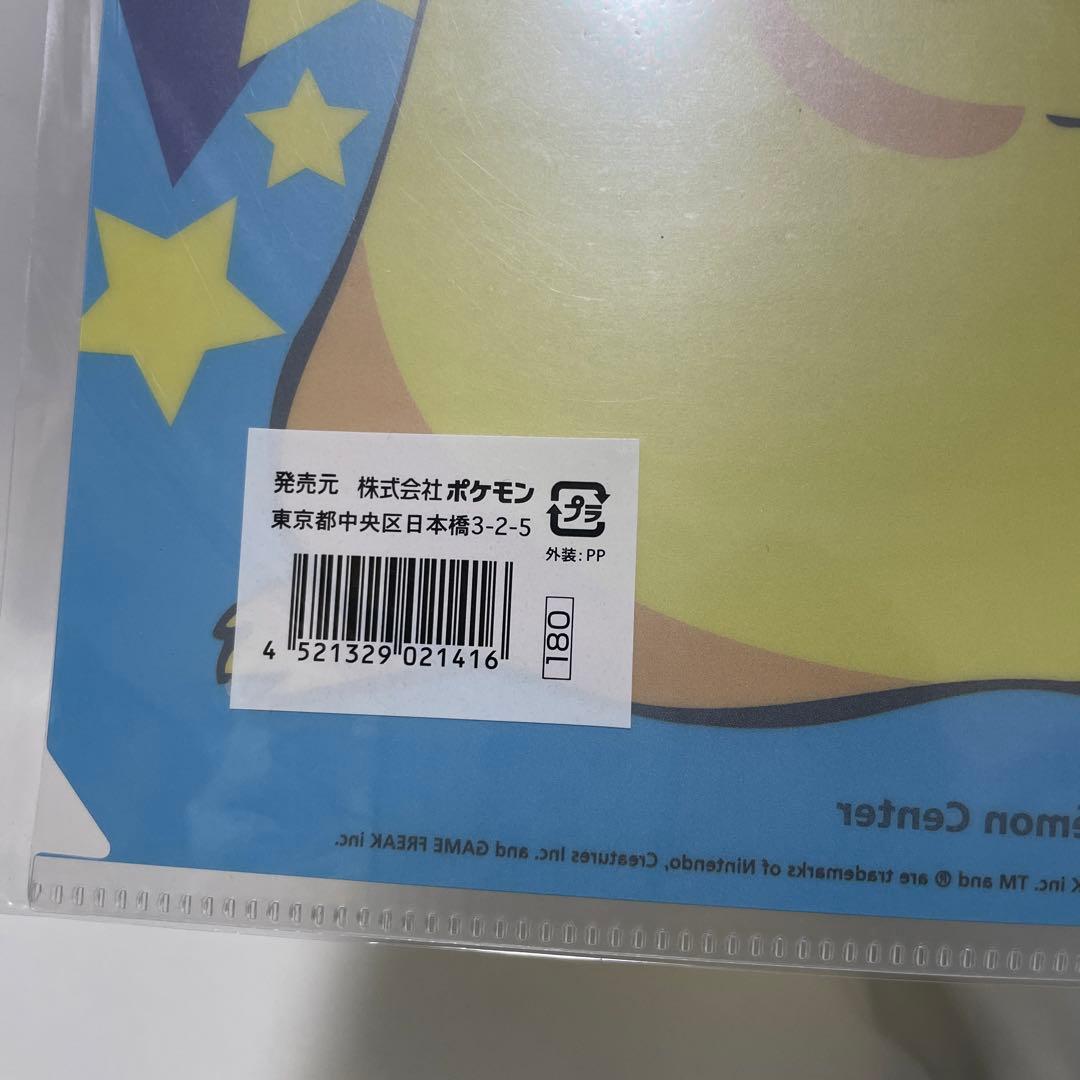 発売元 株式会社ポケモン
東京都中央区日本橋3-2-5
プラ
外装:PP
4 521329 021416
180
émon Center
K inc. TM and ® are trademarks of Nintendo, Creatures Inc. and GAME FREAK inc.